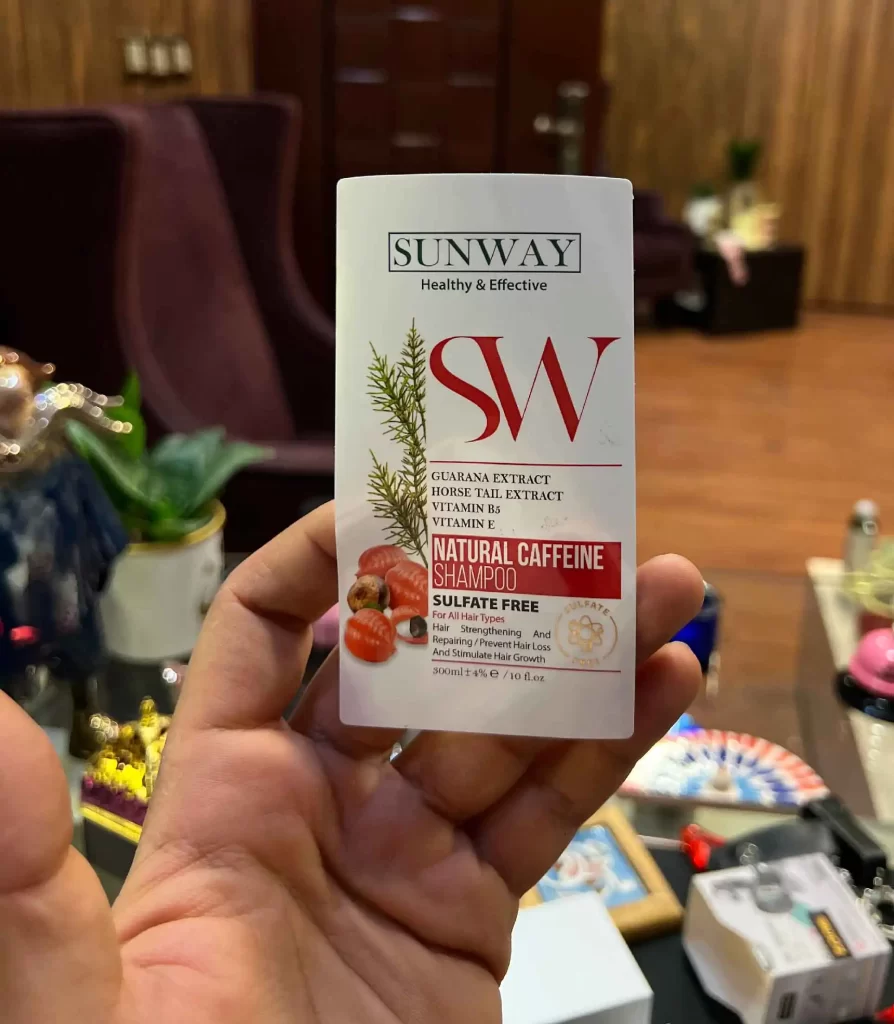 SUNWAY
Healthy & Effective
SW
GUARANA EXTRACT
HORSE TAIL EXTRACT
VITAMIN B5
VITAMIN E
NATURAL CAFFEINE
SHAMPOO
SULFATE FREE
For All Hair Types
Hair Strengthening And
Repairing / Prevent Hair Loss
And Stimulate Hair Growth
300ml±4% ℮ /10 fl.oz
SULFATE
FREE